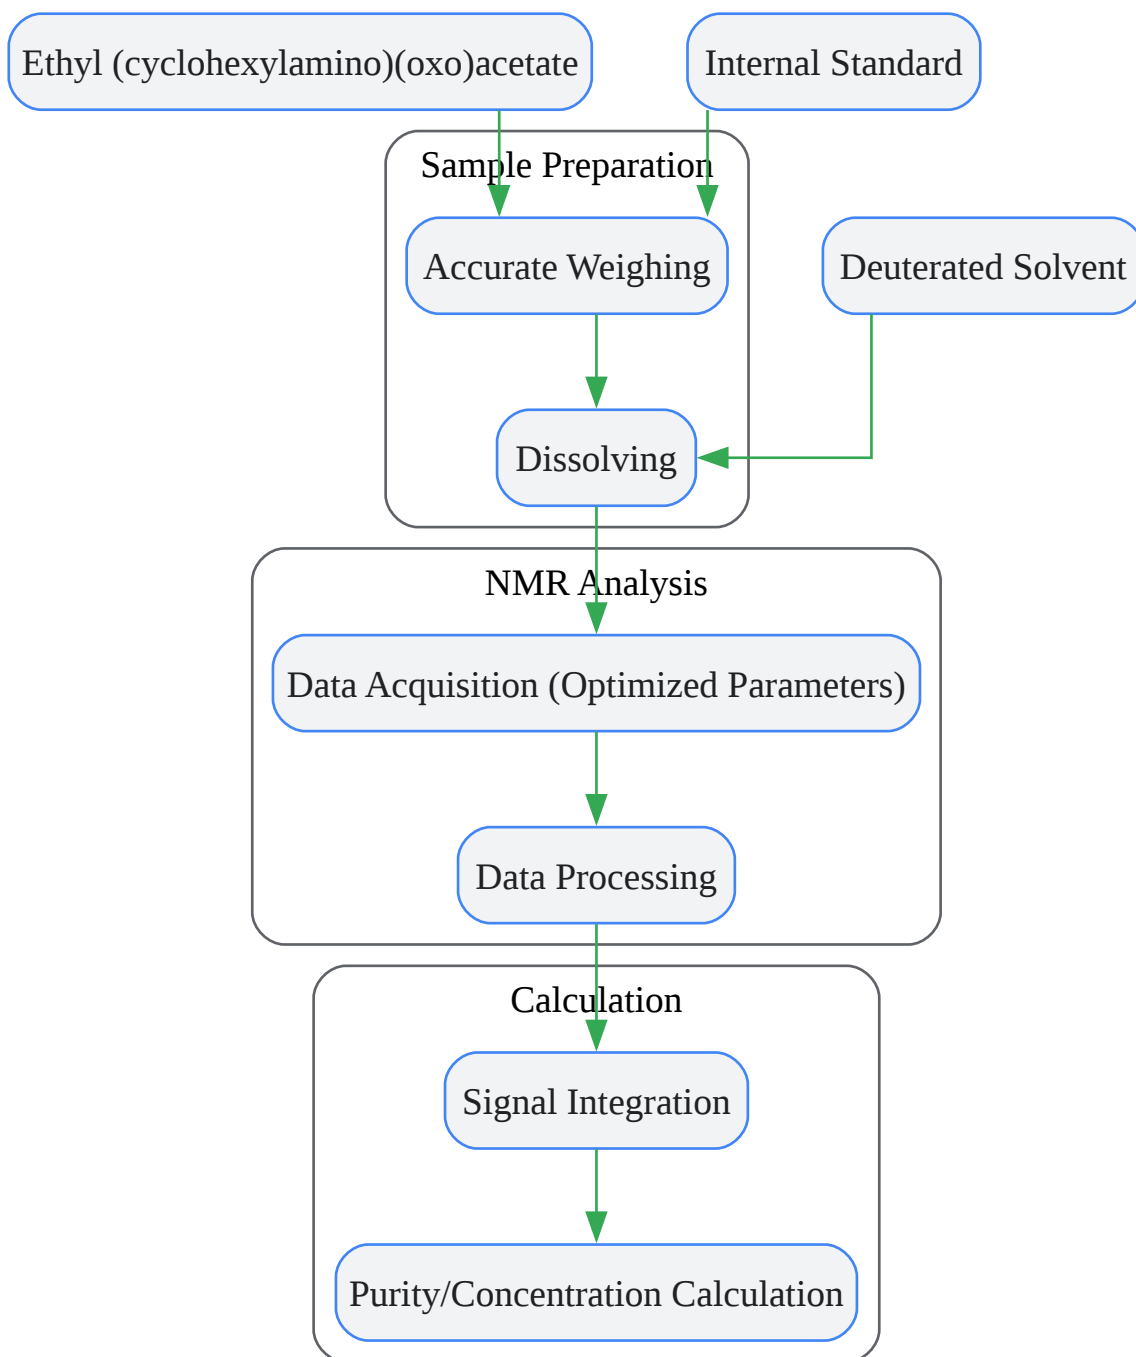 Ethyl (cyclohexylamino)(oxo)acetate
Internal Standard
Sample Preparation
Accurate Weighing
Deuterated Solvent
Dissolving
NMR Analysis
Data Acquisition (Optimized Parameters)
Data Processing
Calculation
Signal Integration
Purity/Concentration Calculation